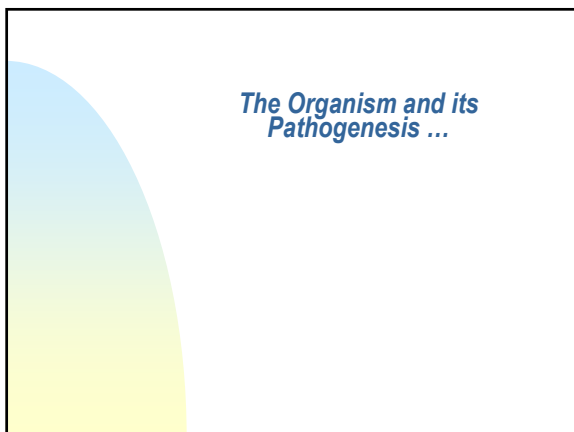 The Organism and its
Pathogenesis …